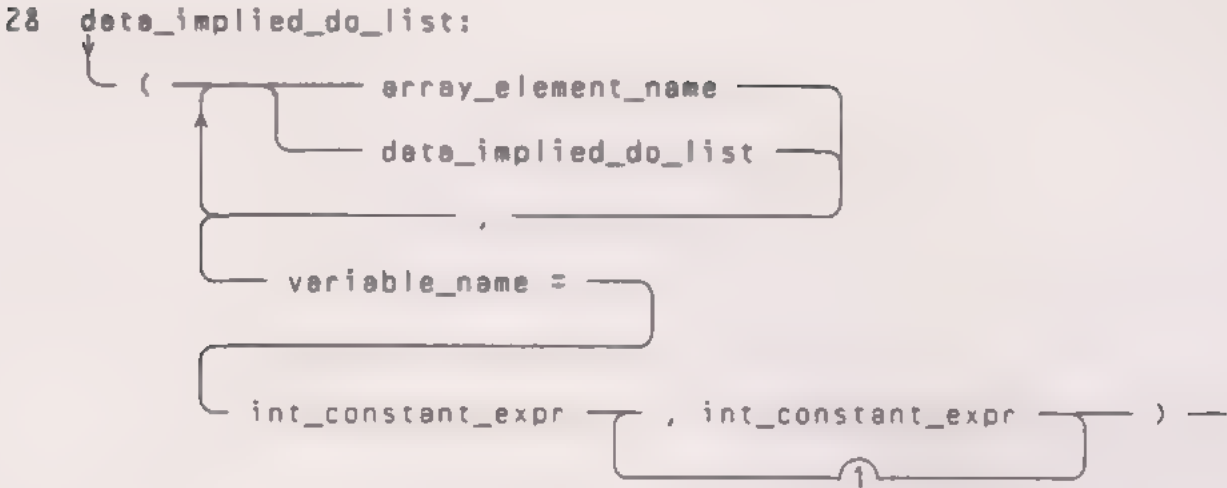 28 data_implied_do_list:
( array_element_name
data_implied_do_list
,
variable_name =
int_constant_expr , int_constant_expr )
1